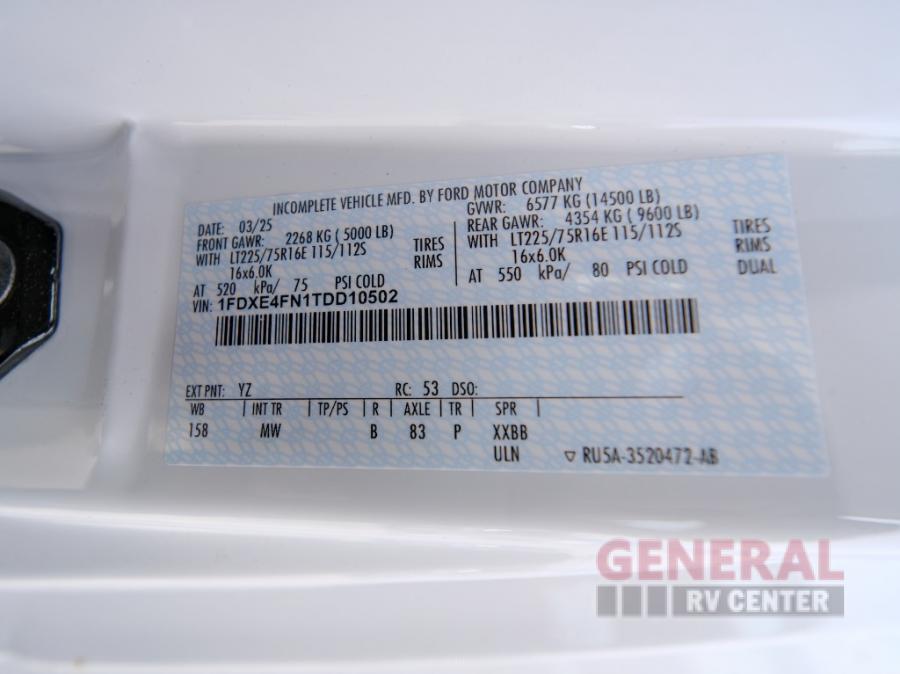 INCOMPLETE VEHICLE MFD. BY FORD MOTOR COMPANY
DATE: 03/25
GVWR: 6577 KG (14500 LB)
FRONT GAWR: 2268 KG ( 5000 LB)
REAR GAWR: 4354 KG ( 9600 LB)
WITH LT225/75R16E 115/112S TIRES
WITH LT225/75R16E 115/112S TIRES
16x6.0K RIMS
16x6.0K RIMS
AT 520 kPa/ 75 PSI COLD
AT 550 kPa/ 80 PSI COLD DUAL
VIN: 1FDXE4FN1TDD10502
EXT PNT: YZ RC: 53 DSO:
WB INT TR TP/PS R AXLE TR SPR
158 MW B 83 P XXBB
ULN RU5A-3520472-AB
GENERAL
RV CENTER